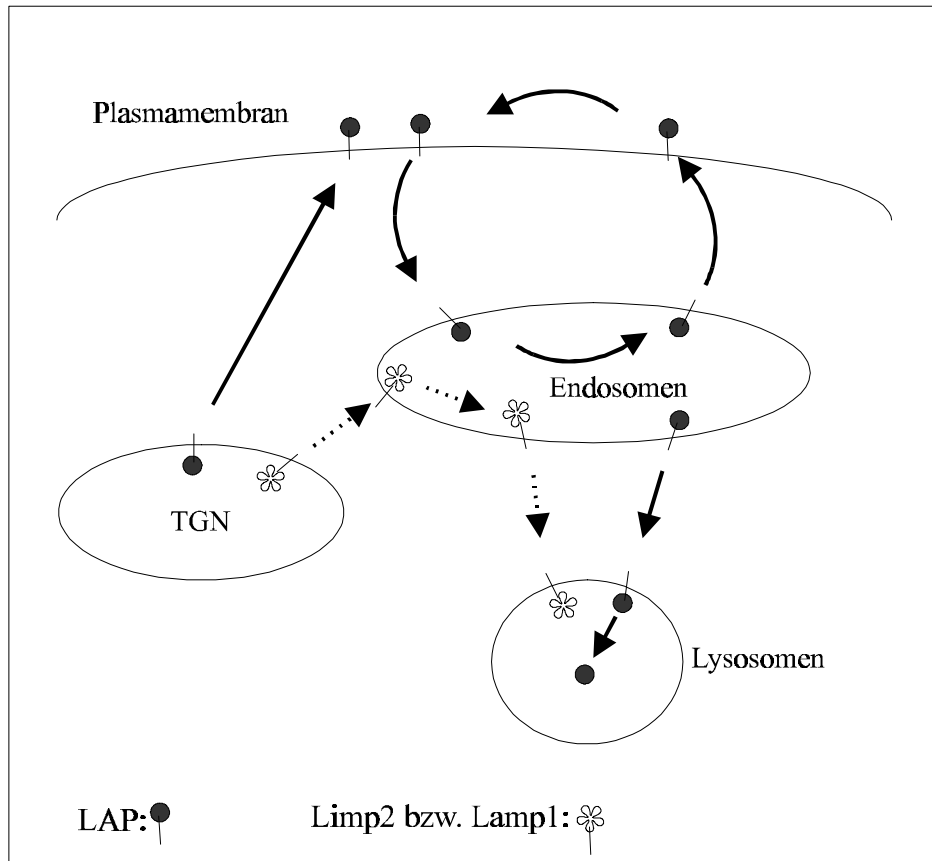 Plasmamembran
Endosomen
TGN
Lysosomen
LAP:
Limp2 bzw. Lamp1: